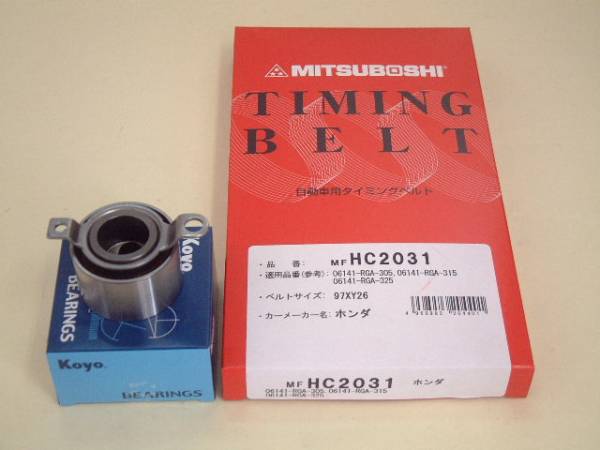 MITSUBOSHI
TIMING
BELT
自動車用タイミングベルト
・品 番: MF HC2031
・適用品番(参考): 06141-RGA-305, 06141-RGA-315
06141-RGA-325
・ベルトサイズ: 97XY26
・カーメーカー名: ホンダ
MF HC2031 ホンダ
06141-RGA-305, 06141-RGA-315
06141-RGA-325
Koyo
BEARINGS
Koyo
BEARINGS